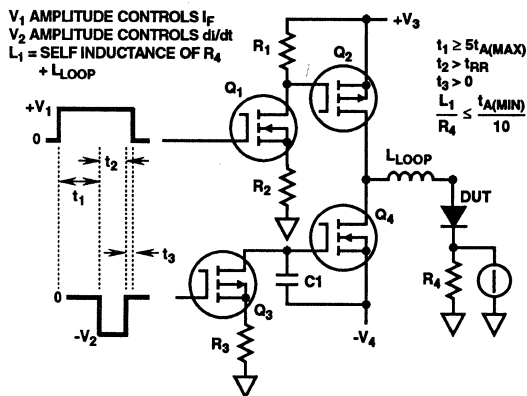 V1 AMPLITUDE CONTROLS IF
V2 AMPLITUDE CONTROLS di/dt
L1 = SELF INDUCTANCE OF R4
+ LLOOP
+V1
0
t2
t1
t3
0
-V2
R1
Q1
Q2
R2
+V3
t1 ≥ 5tA(MAX)
t2 > tRR
t3 > 0
L1/R4 ≤ tA(MIN)/10
LLOOP
DUT
Q4
C1
R4
Q3
R3
-V4